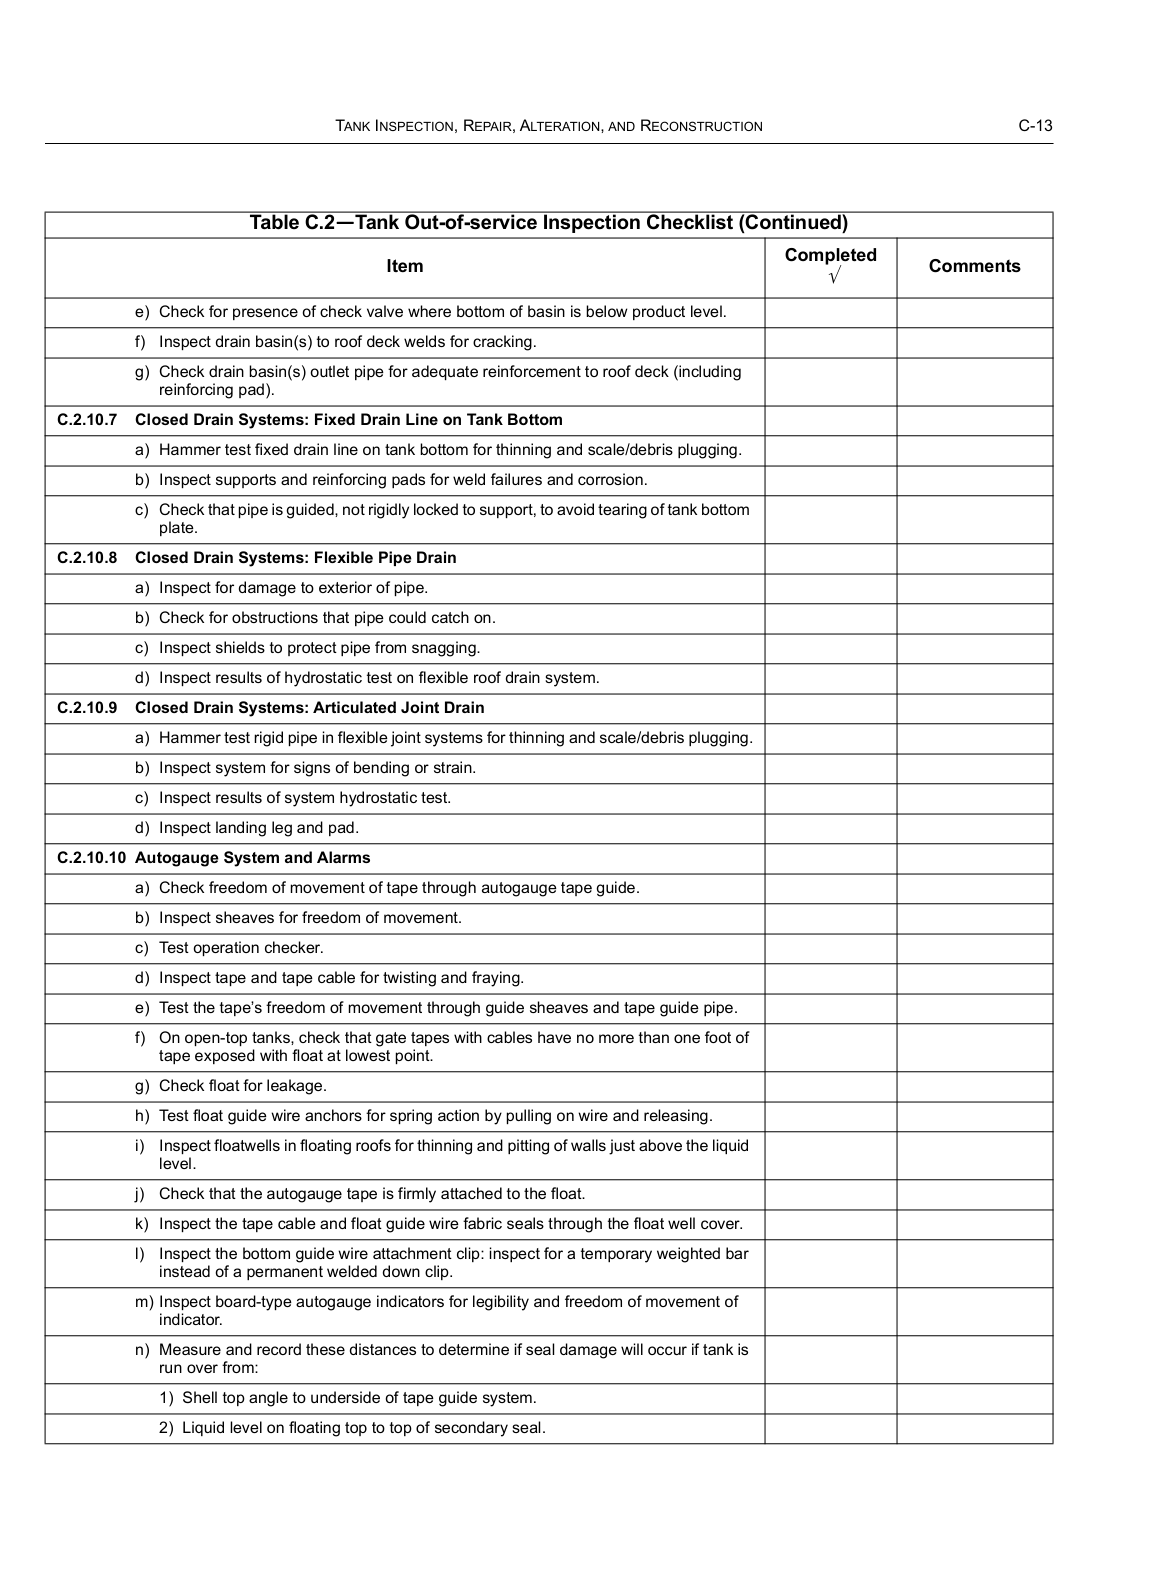 TANK INSPECTION, REPAIR, ALTERATION, AND RECONSTRUCTION C-13
Table C.2—Tank Out-of-service Inspection Checklist (Continued)
Item Completed √ Comments
e) Check for presence of check valve where bottom of basin is below product level.
f) Inspect drain basin(s) to roof deck welds for cracking.
g) Check drain basin(s) outlet pipe for adequate reinforcement to roof deck (including
reinforcing pad).
C.2.10.7 Closed Drain Systems: Fixed Drain Line on Tank Bottom
a) Hammer test fixed drain line on tank bottom for thinning and scale/debris plugging.
b) Inspect supports and reinforcing pads for weld failures and corrosion.
c) Check that pipe is guided, not rigidly locked to support, to avoid tearing of tank bottom
plate.
C.2.10.8 Closed Drain Systems: Flexible Pipe Drain
a) Inspect for damage to exterior of pipe.
b) Check for obstructions that pipe could catch on.
c) Inspect shields to protect pipe from snagging.
d) Inspect results of hydrostatic test on flexible roof drain system.
C.2.10.9 Closed Drain Systems: Articulated Joint Drain
a) Hammer test rigid pipe in flexible joint systems for thinning and scale/debris plugging.
b) Inspect system for signs of bending or strain.
c) Inspect results of system hydrostatic test.
d) Inspect landing leg and pad.
C.2.10.10 Autogauge System and Alarms
a) Check freedom of movement of tape through autogauge tape guide.
b) Inspect sheaves for freedom of movement.
c) Test operation checker.
d) Inspect tape and tape cable for twisting and fraying.
e) Test the tape’s freedom of movement through guide sheaves and tape guide pipe.
f) On open-top tanks, check that gate tapes with cables have no more than one foot of
tape exposed with float at lowest point.
g) Check float for leakage.
h) Test float guide wire anchors for spring action by pulling on wire and releasing.
i) Inspect floatwells in floating roofs for thinning and pitting of walls just above the liquid
level.
j) Check that the autogauge tape is firmly attached to the float.
k) Inspect the tape cable and float guide wire fabric seals through the float well cover.
l) Inspect the bottom guide wire attachment clip: inspect for a temporary weighted bar
instead of a permanent welded down clip.
m) Inspect board-type autogauge indicators for legibility and freedom of movement of
indicator.
n) Measure and record these distances to determine if seal damage will occur if tank is
run over from:
1) Shell top angle to underside of tape guide system.
2) Liquid level on floating top to top of secondary seal.